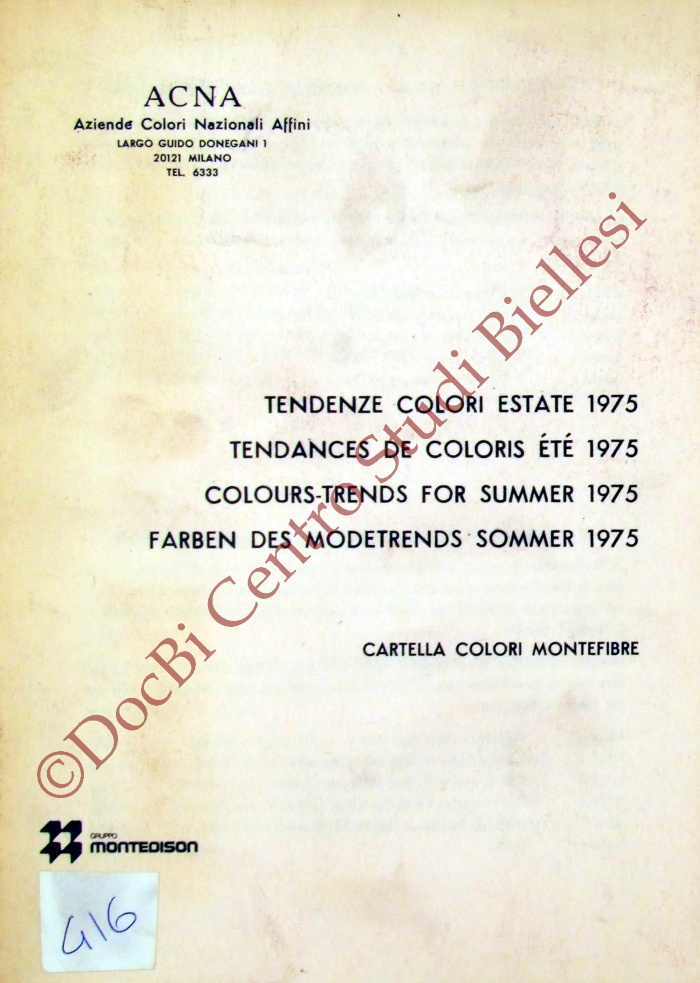 ACNA
Aziende Colori Nazionali Affini
LARGO GUIDO DONEGANI 1
20121 MILANO
TEL. 6333
TENDENZE COLORI ESTATE 1975
TENDANCES DE COLORIS ÉTÉ 1975
COLOURS-TRENDS FOR SUMMER 1975
FARBEN DES MODETRENDS SOMMER 1975
CARTELLA COLORI MONTEFIBRE
©DocBi Centro Studi Biellesi
GRUPPO
MONTEDISON
416